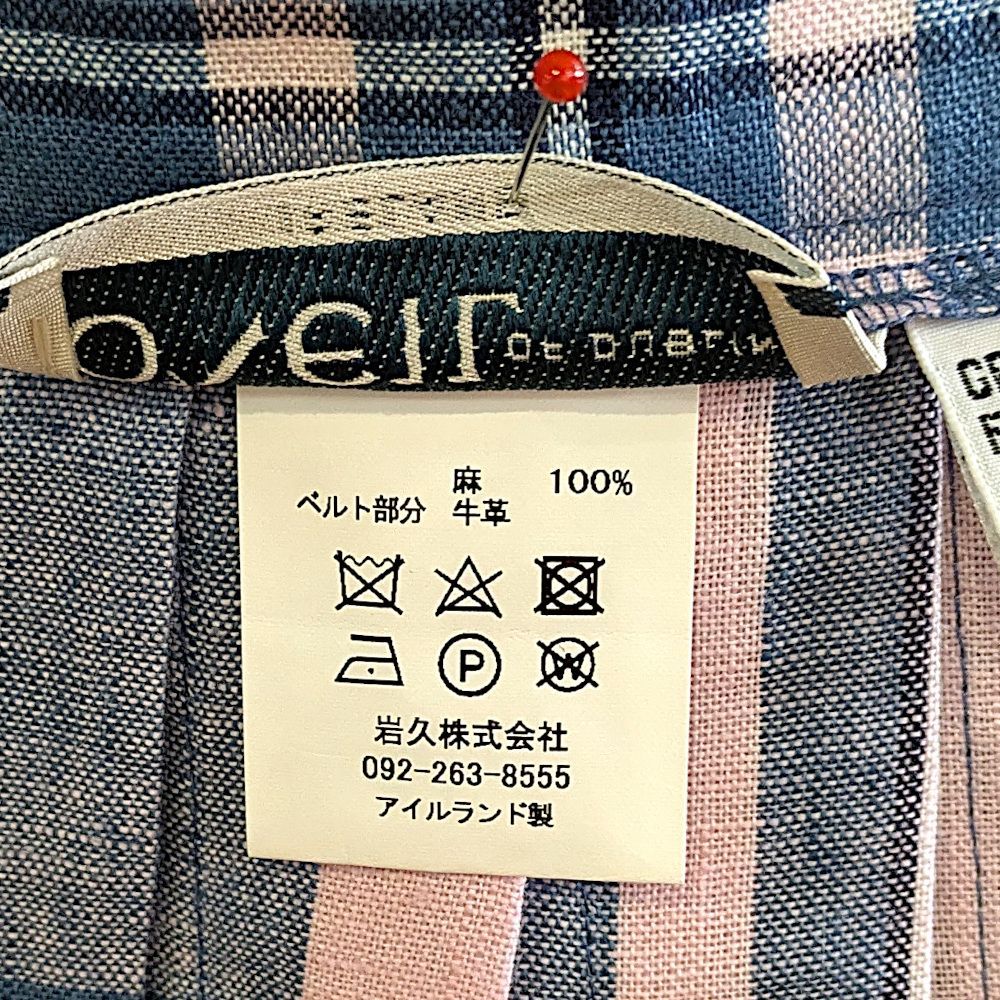 麻 100%
ベルト部分 牛革
P
W
岩久株式会社
092-263-8555
アイルランド製